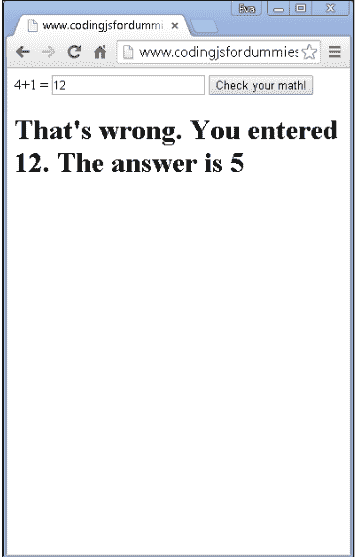 Eva
www.codingjsfordummi
www.codingjsfordummies
4+1 = 12 Check your math!
That's wrong. You entered
12. The answer is 5